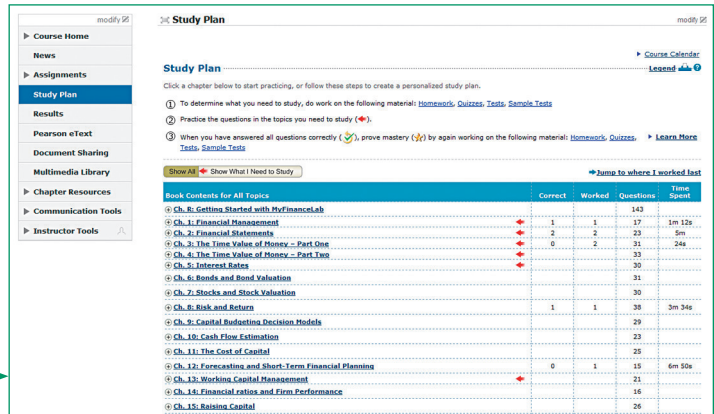 modify
Course Home
News
Assignments
Study Plan
Results
Pearson eText
Document Sharing
Multimedia Library
Chapter Resources
Communication Tools
Instructor Tools
Study Plan modify
Course Calendar
Study Plan Legend
Click a chapter below to start practicing, or follow these steps to create a personalized study plan.
1 To determine what you need to study, do work on the following material: Homework, Quizzes, Tests, Sample Tests
2 Practice the questions in the topics you need to study ( ).
3 When you have answered all questions correctly ( ), prove mastery ( ) by again working on the following material: Homework, Quizzes, Learn More
Tests, Sample Tests
Show All Show What I Need to Study Jump to where I worked last
Book Contents for All Topics Correct Worked Questions Time Spent
Ch. R: Getting Started with MyFinanceLab 143
Ch. 1: Financial Management 1 1 17 1m 12s
Ch. 2: Financial Statements 2 2 23 5m
Ch. 3: The Time Value of Money – Part One 0 2 31 24s
Ch. 4: The Time Value of Money – Part Two 33
Ch. 5: Interest Rates 30
Ch. 6: Bonds and Bond Valuation 31
Ch. 7: Stocks and Stock Valuation 30
Ch. 8: Risk and Return 1 1 38 3m 34s
Ch. 9: Capital Budgeting Decision Models 29
Ch. 10: Cash Flow Estimation 23
Ch. 11: The Cost of Capital 25
Ch. 12: Forecasting and Short-Term Financial Planning 0 1 15 6m 50s
Ch. 13: Working Capital Management 21
Ch. 14: Financial ratios and Firm Performance 16
Ch. 15: Raising Capital 26